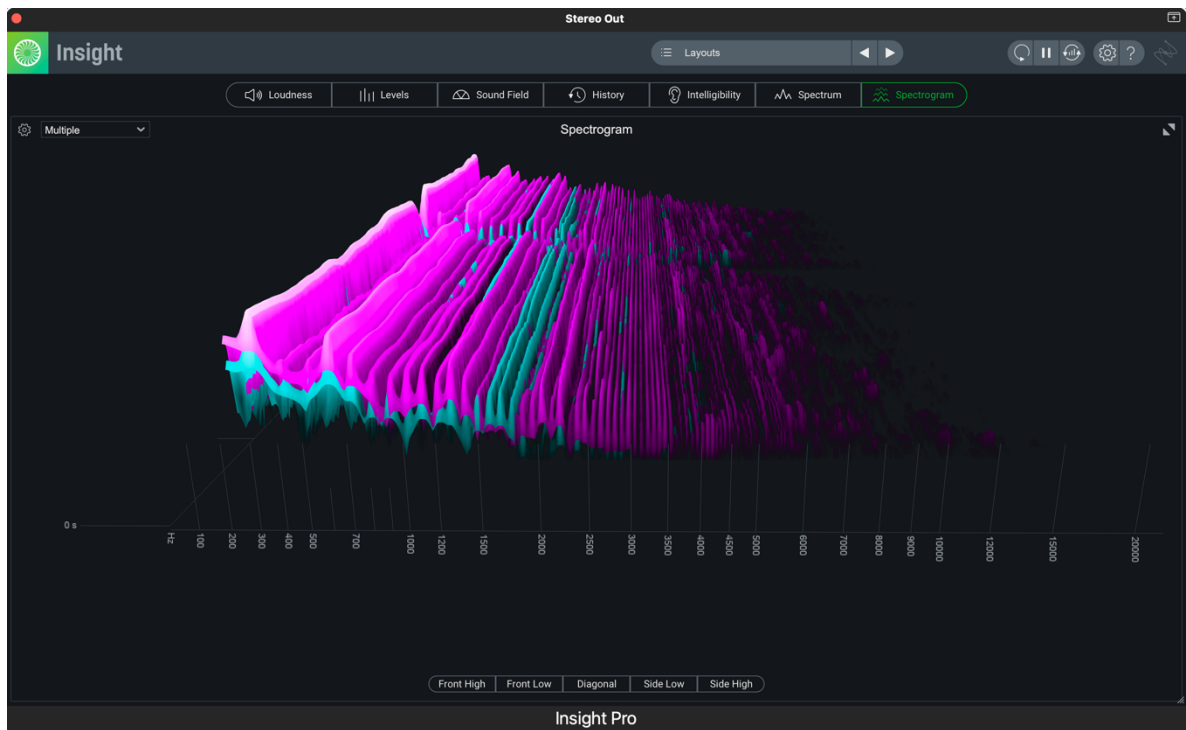 Stereo Out
Insight
Layouts
?
Loudness Levels Sound Field History Intelligibility Spectrum Spectrogram
Multiple
Spectrogram
0 s
Hz 100 200 300 400 500 700 1000 1200 1500 2000 2500 3000 3500 4000 4500 5000 6000 7000 8000 9000 10000 12000 15000 20000
Front High Front Low Diagonal Side Low Side High
Insight Pro